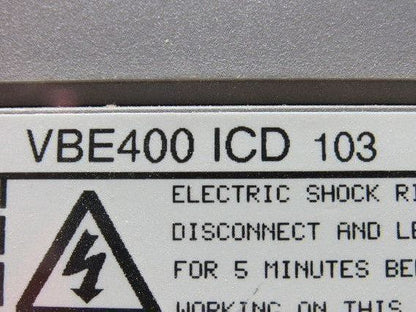 VBE400 ICD 103
ELECTRIC SHOCK
DISCONNECT AND
FOR 5 MINUTES
WORKING ON THIS